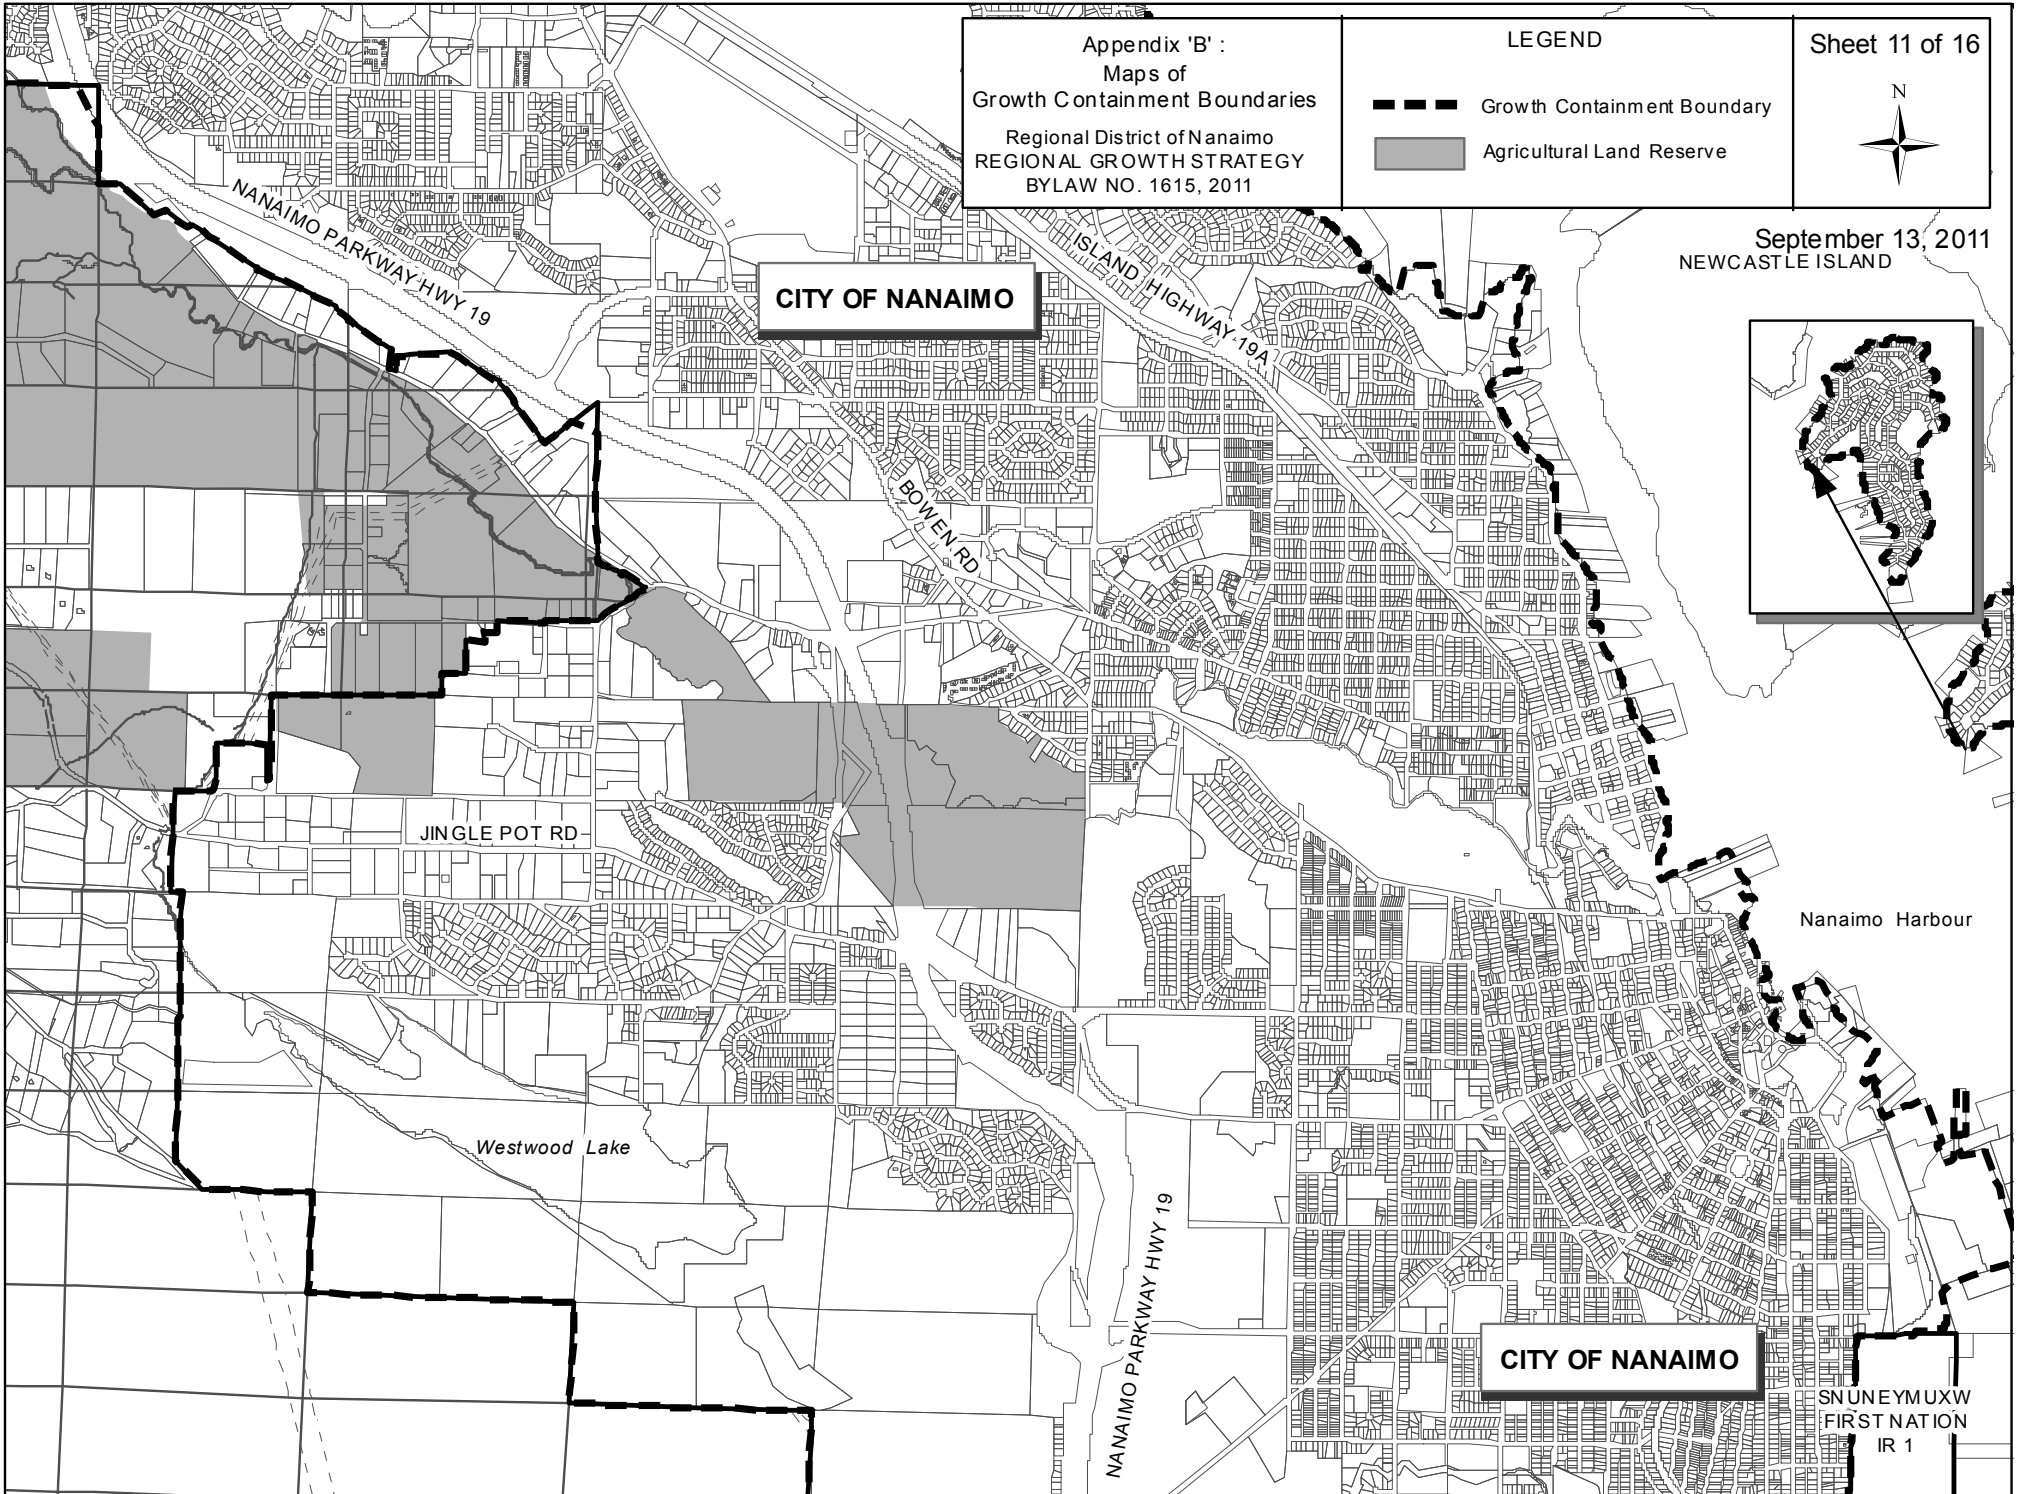 Appendix 'B' :
Maps of
Growth Containment Boundaries
Regional District of Nanaimo
REGIONAL GROWTH STRATEGY
BYLAW NO. 1615, 2011
LEGEND
Growth Containment Boundary
Agricultural Land Reserve
Sheet 11 of 16
N
September 13, 2011
NEWCASTLE ISLAND
NANAIMO PARKWAY HWY 19
CITY OF NANAIMO
ISLAND HIGHWAY 19A
BOWEN RD
JINGLE POT RD
Nanaimo Harbour
Westwood Lake
NANAIMO PARKWAY HWY 19
CITY OF NANAIMO
SNUNEYMUXW
FIRST NATION
IR 1